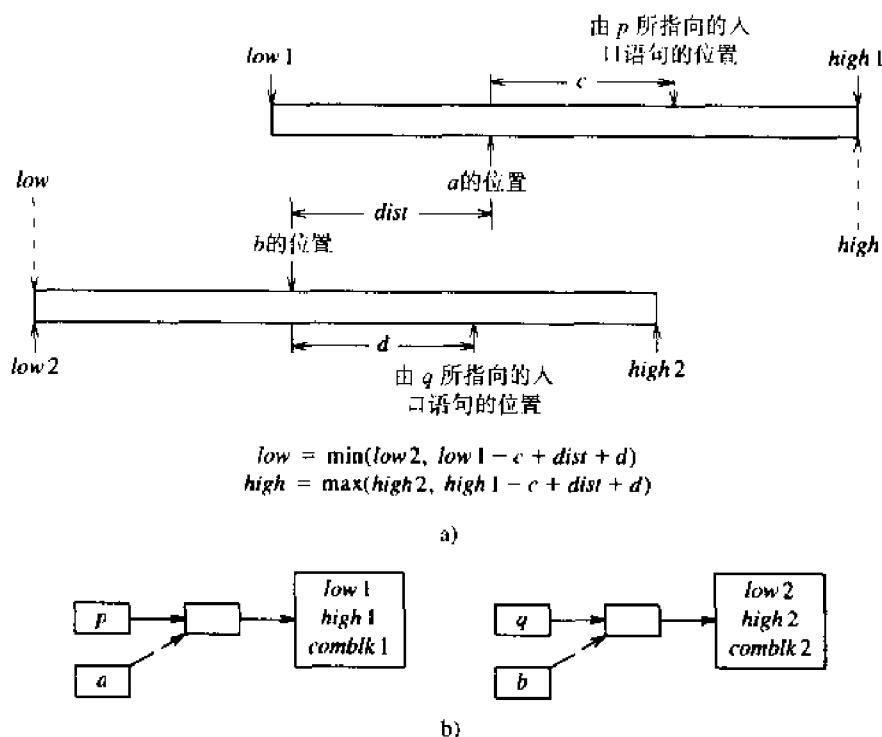 由 p 所指向的入
口语句的位置
low 1
c
high 1
a的位置
low
dist
high
b的位置
d
low 2
high 2
由 q 所指向的入
口语句的位置
low = min(low 2, low 1 − c + dist + d)
high = max(high 2, high 1 − c + dist + d)
a)
p
a
low 1
high 1
comblk 1
q
b
low 2
high 2
comblk 2
b)